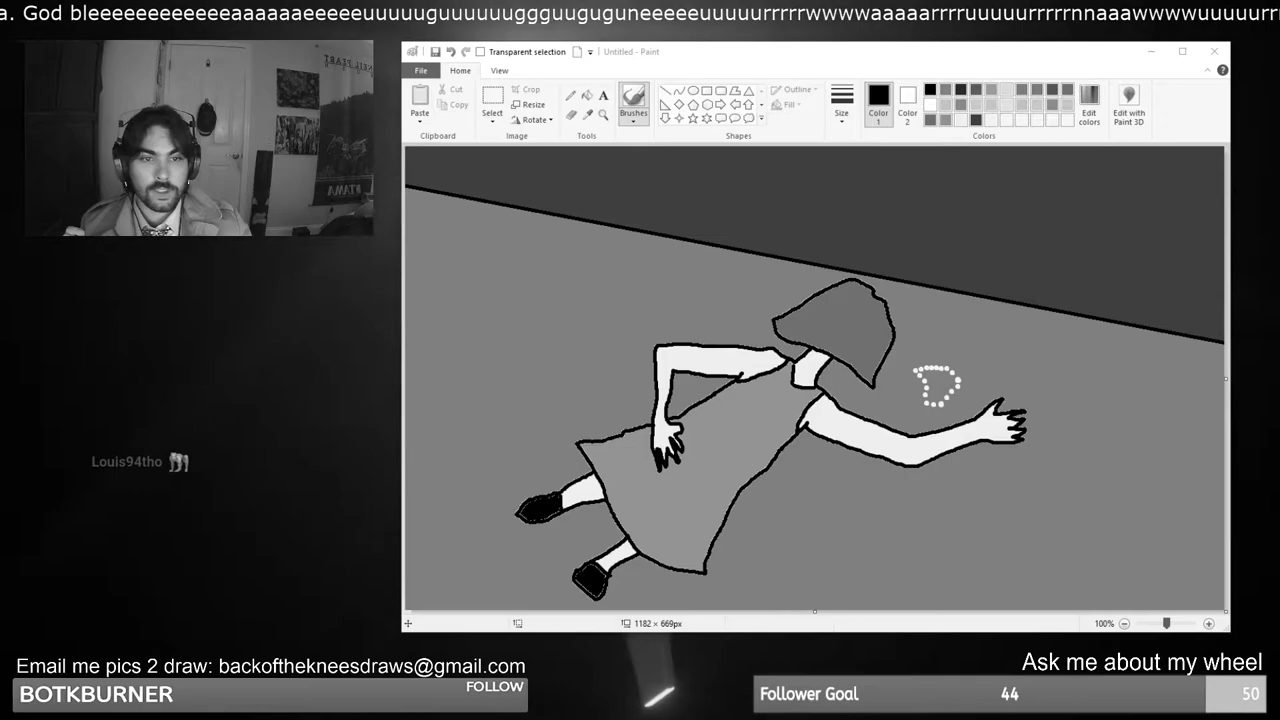 a. God bleeeeeeeeeeeaaaaaaeeeeeuuuuuguuuuuuggguuguguneeeeeuuuuurrrrrwwwwaaaaarrrruuuuurrrrrnnaaawwwwuuuuurr
Transparent selection
Untitled - Paint
File
Home
View
Paste
Cut
Copy
Clipboard
Select
Crop
Resize
Rotate
Image
A
Tools
Brushes
Outline
Fill
Shapes
Size
Color 1
Color 2
Edit colors
Colors
Edit with Paint 3D
D
Louis94tho
1182 × 669px
100%
Email me pics 2 draw: backofthekneesdraws@gmail.com
Ask me about my wheel
BOTKBURNER
FOLLOW
Follower Goal
44
50